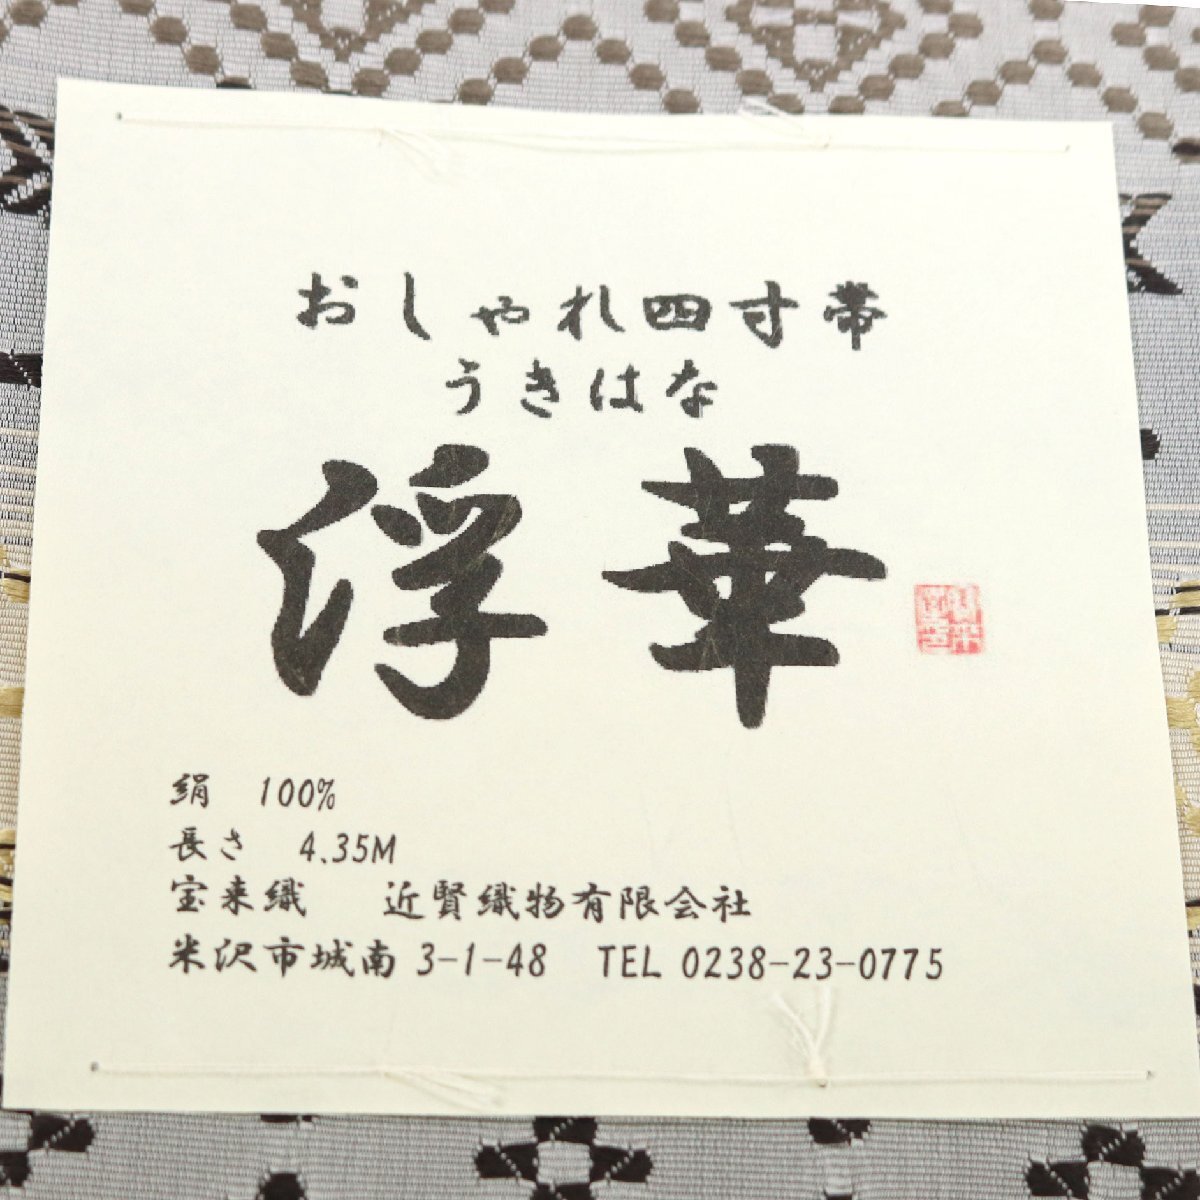 おしゃれ四寸帯
うきはな
浮華
絹 100%
長さ 4.35M
宝来織 近賢織物有限会社
米沢市城南3-1-48 TEL 0238-23-0775